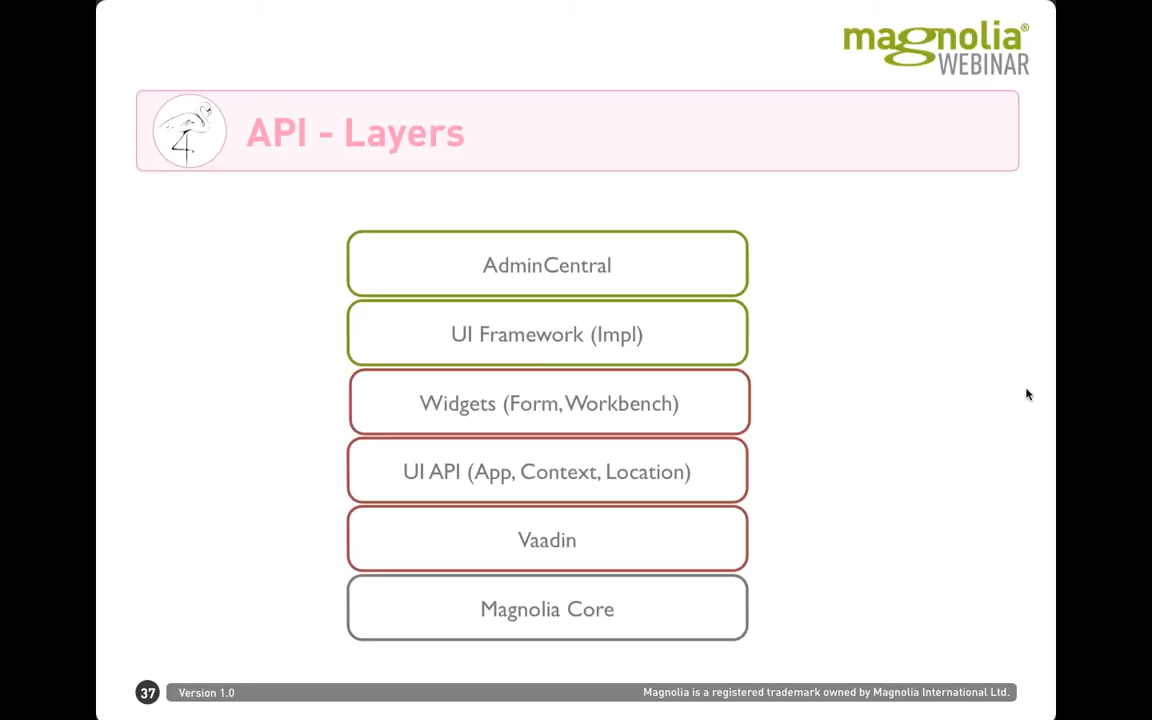 magnolia®
WEBINAR
API - Layers
AdminCentral
UI Framework (Impl)
Widgets (Form, Workbench)
UI API (App, Context, Location)
Vaadin
Magnolia Core
37 Version 1.0 Magnolia is a registered trademark owned by Magnolia International Ltd.